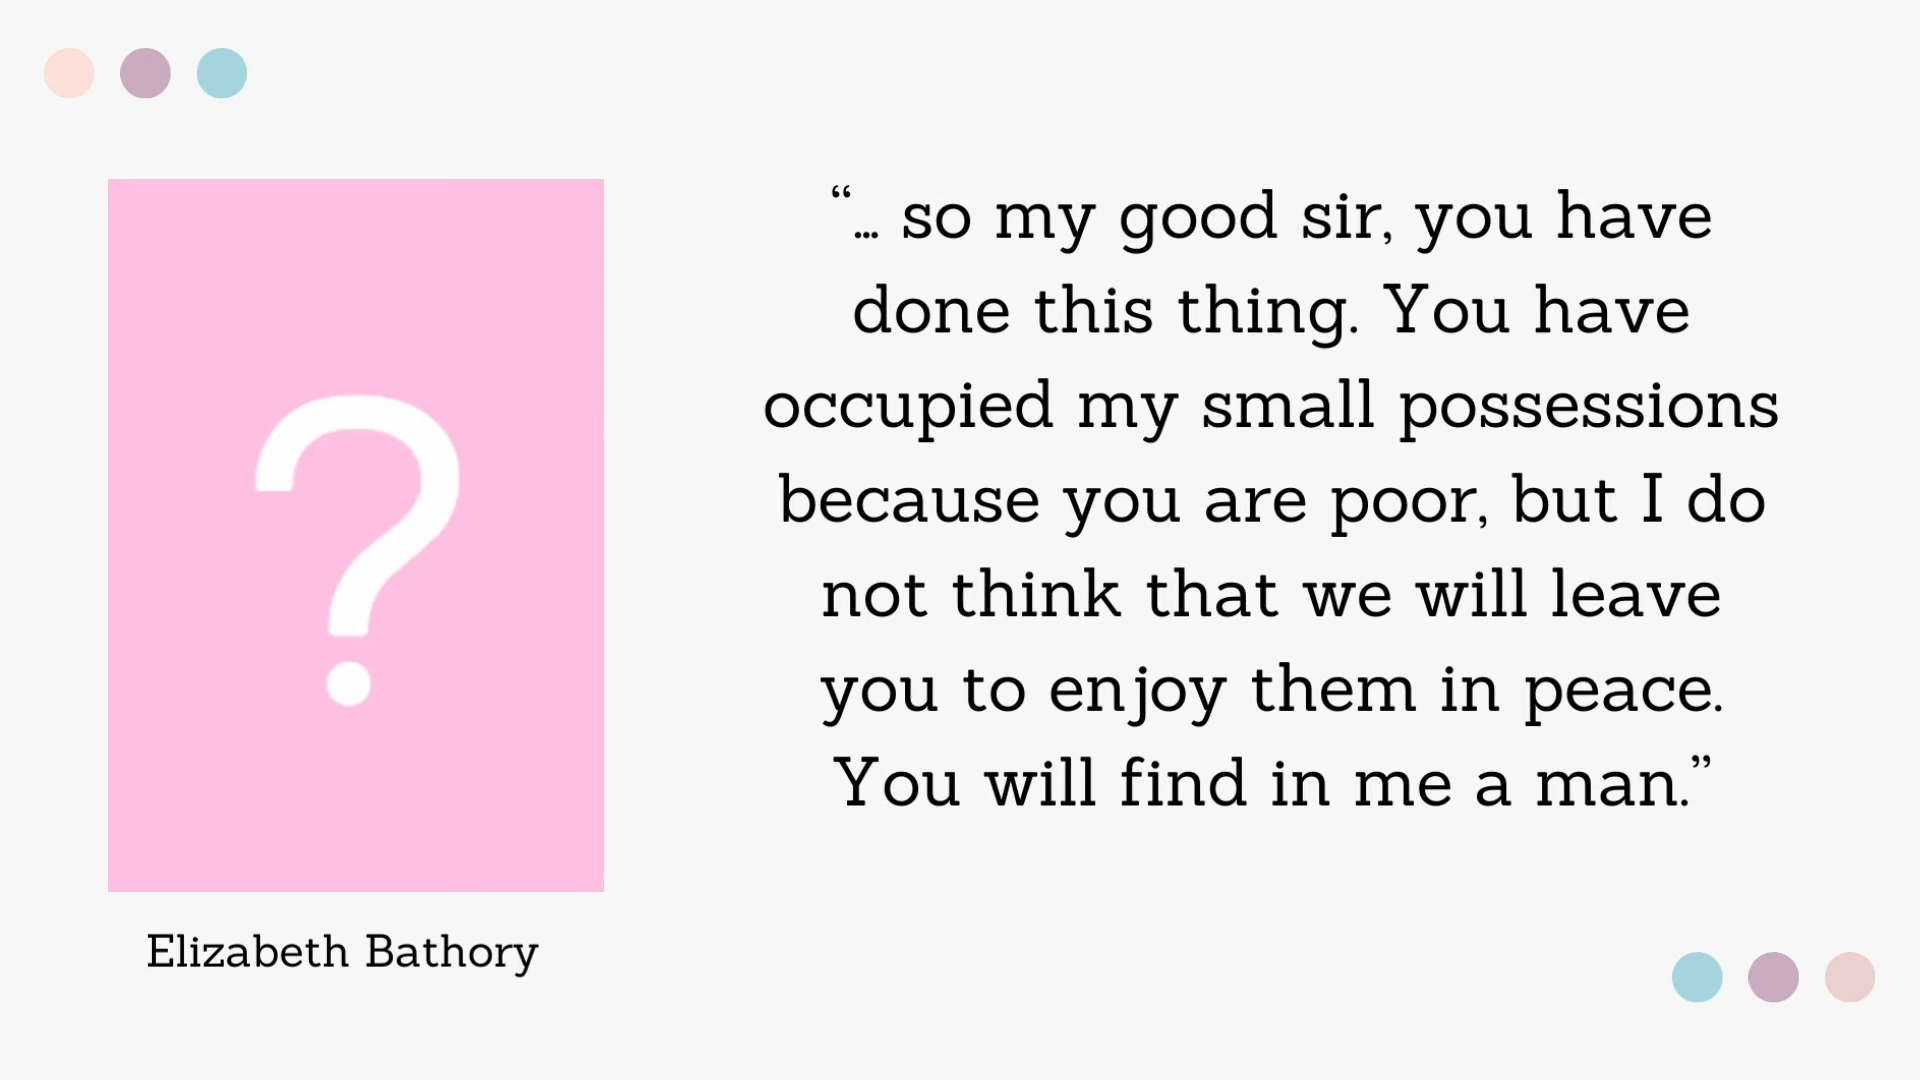 “... so my good sir, you have
done this thing. You have
occupied my small possessions
because you are poor, but I do
not think that we will leave
you to enjoy them in peace.
You will find in me a man.”
?
Elizabeth Bathory